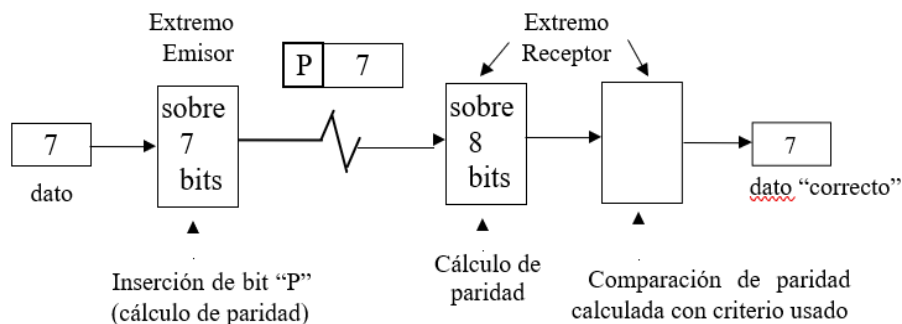 Extremo
Emisor
P 7
Extremo
Receptor
7
dato
sobre
7
bits
sobre
8
bits
7
dato “correcto”
Inserción de bit “P”
(cálculo de paridad)
Cálculo de
paridad
Comparación de paridad
calculada con criterio usado